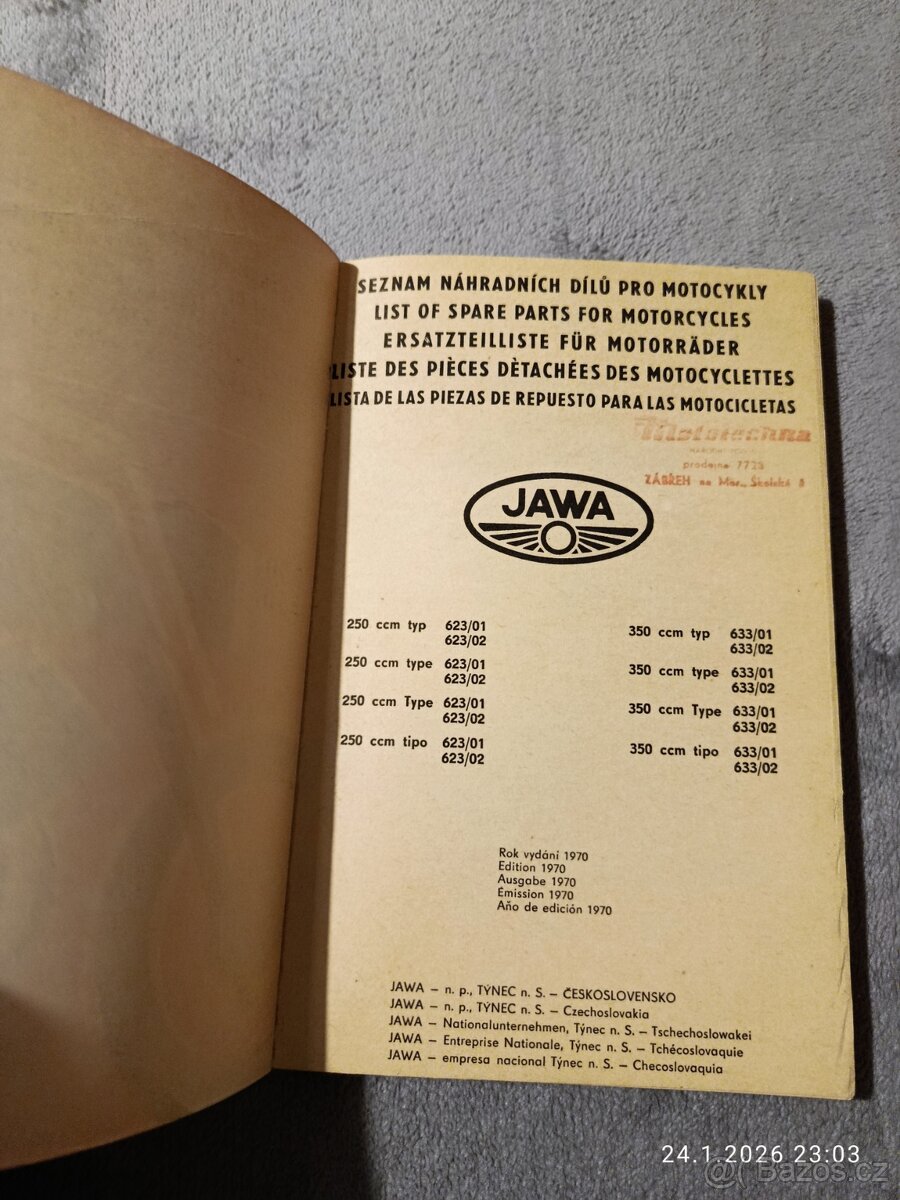 SEZNAM NÁHRADNÍCH DÍLŮ PRO MOTOCYKLY
LIST OF SPARE PARTS FOR MOTORCYCLES
ERSATZTEILLISTE FÜR MOTORRÄDER
LISTE DES PIÈCES DÈTACHÉES DES MOTOCYCLETTES
LISTA DE LAS PIEZAS DE REPUESTO PARA LAS MOTOCICLETAS
Mototechna
prodejna 7723
ZÁBŘEH na Mor., Školská
JAWA
250 ccm typ 623/01
623/02
250 ccm type 623/01
623/02
250 ccm Type 623/01
623/02
250 ccm tipo 623/01
623/02
350 ccm typ 633/01
633/02
350 ccm type 633/01
633/02
350 ccm Type 633/01
633/02
350 ccm tipo 633/01
633/02
Rok vydání 1970
Edition 1970
Ausgabe 1970
Émission 1970
Año de edición 1970
JAWA – n. p., TÝNEC n. S. – ČESKOSLOVENSKO
JAWA – n. p., TÝNEC n. S. – Czechoslovakia
JAWA – Nationalunternehmen, Týnec n. S. – Tschechoslowakei
JAWA – Entreprise Nationale, Týnec n. S. – Tchécoslovaquie
JAWA – empresa nacional Týnec n. S. – Checoslovaquia
24.1.2026 23:03
@ Bazos.cz